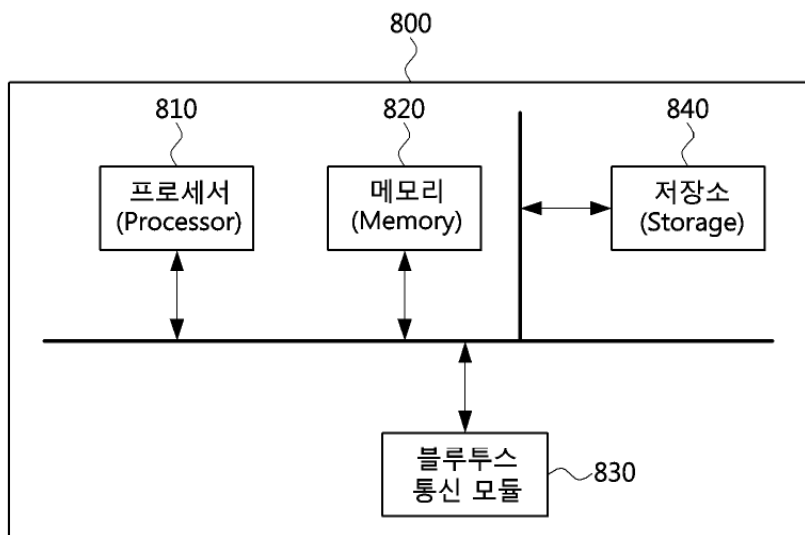 800
810
820
840
프로세서
(Processor)
메모리
(Memory)
저장소
(Storage)
블루투스
통신 모듈
830